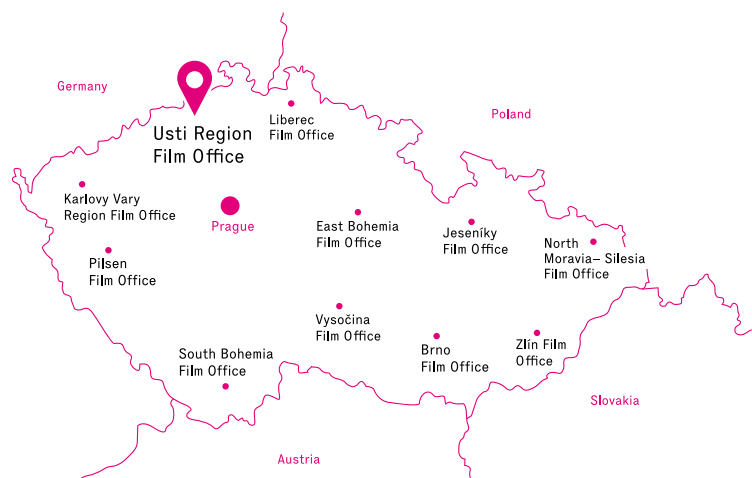 Germany
Poland
Usti Region
Film Office
Liberec
Film Office
Karlovy Vary
Region Film Office
Prague
East Bohemia
Film Office
Jeseníky
Film Office
North
Moravia– Silesia
Film Office
Pilsen
Film Office
Vysočina
Film Office
Brno
Film Office
Zlín Film
Office
South Bohemia
Film Office
Slovakia
Austria